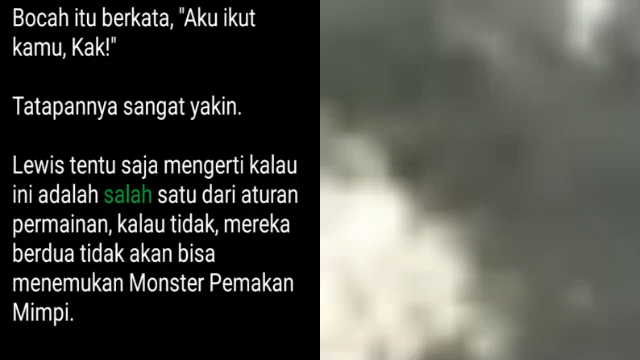 Bocah itu berkata, "Aku ikut
kamu, Kak!"
Tatapannya sangat yakin.
Lewis tentu saja mengerti kalau
ini adalah salah satu dari aturan
permainan, kalau tidak, mereka
berdua tidak akan bisa
menemukan Monster Pemakan
Mimpi.